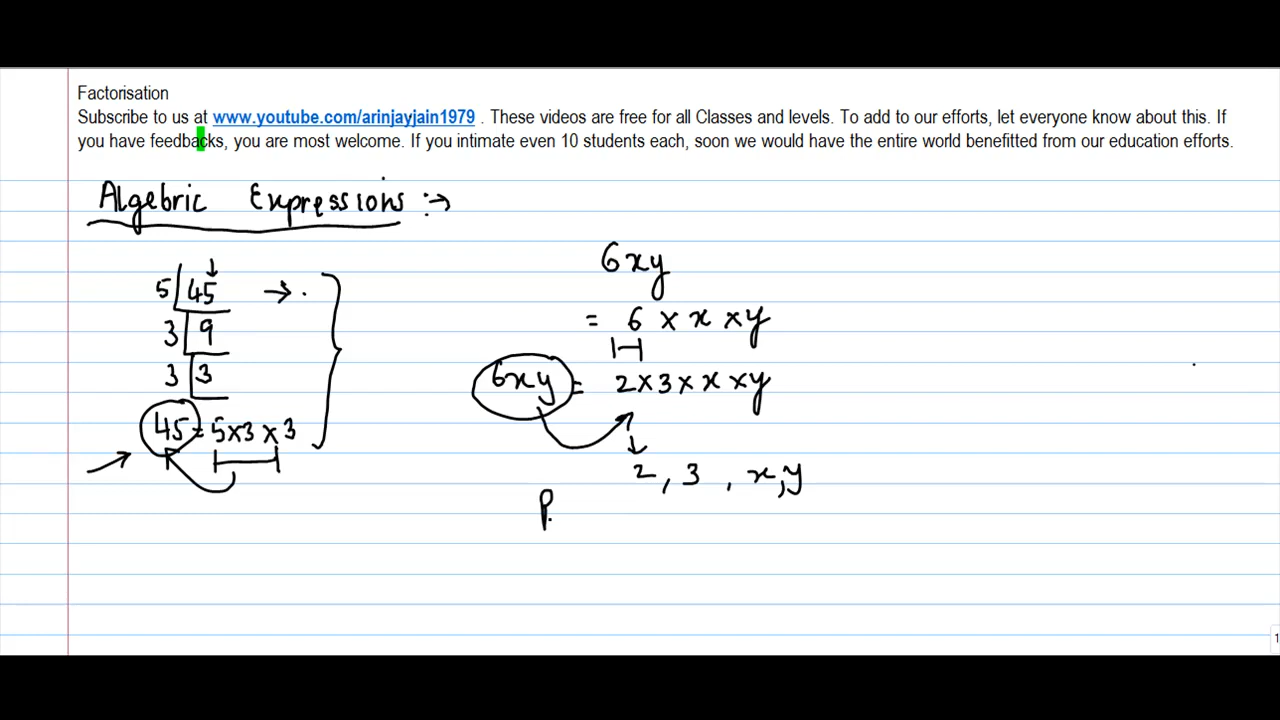 Factorisation
Subscribe to us at www.youtube.com/arinjayjain1979 . These videos are free for all Classes and levels. To add to our efforts, let everyone know about this. If
you have feedbacks, you are most welcome. If you intimate even 10 students each, soon we would have the entire world benefitted from our education efforts.
Algebric Expressions :→
6xy
5 45 →.
= 6 × x × y
3 9
3 3
6xy = 2×3×x×y
45 = 5×3×3
2, 3 , x, y
P
1